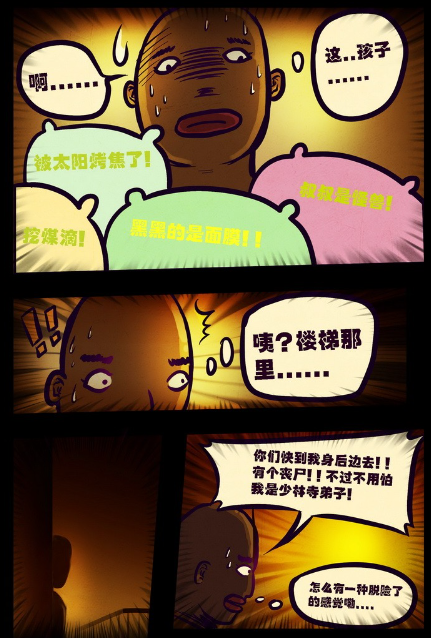 啊……
这..孩子
……
被太阳烤焦了!
叔叔是怪兽!
挖煤滴!
黑黑的是面膜!!
!!
咦?楼梯那
里……
你们快到我身后边去!!
有个丧尸!!不过不用怕
我是少林寺弟子!
怎么有一种脱险了
的感觉嘞....